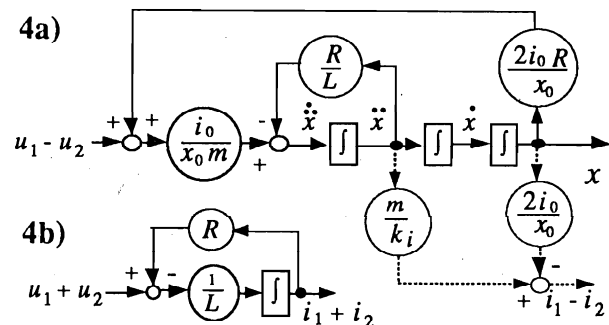 4a)
R/L
2i₀ R/x₀
+ + - +
u₁ - u₂
i₀/x₀ m
x⃛ ∫ ẍ ∫ ẋ ∫ x
m/kᵢ
2i₀/x₀
+ -
i₁ - i₂
4b)
R
+ -
u₁ + u₂
1/L
∫
i₁ + i₂